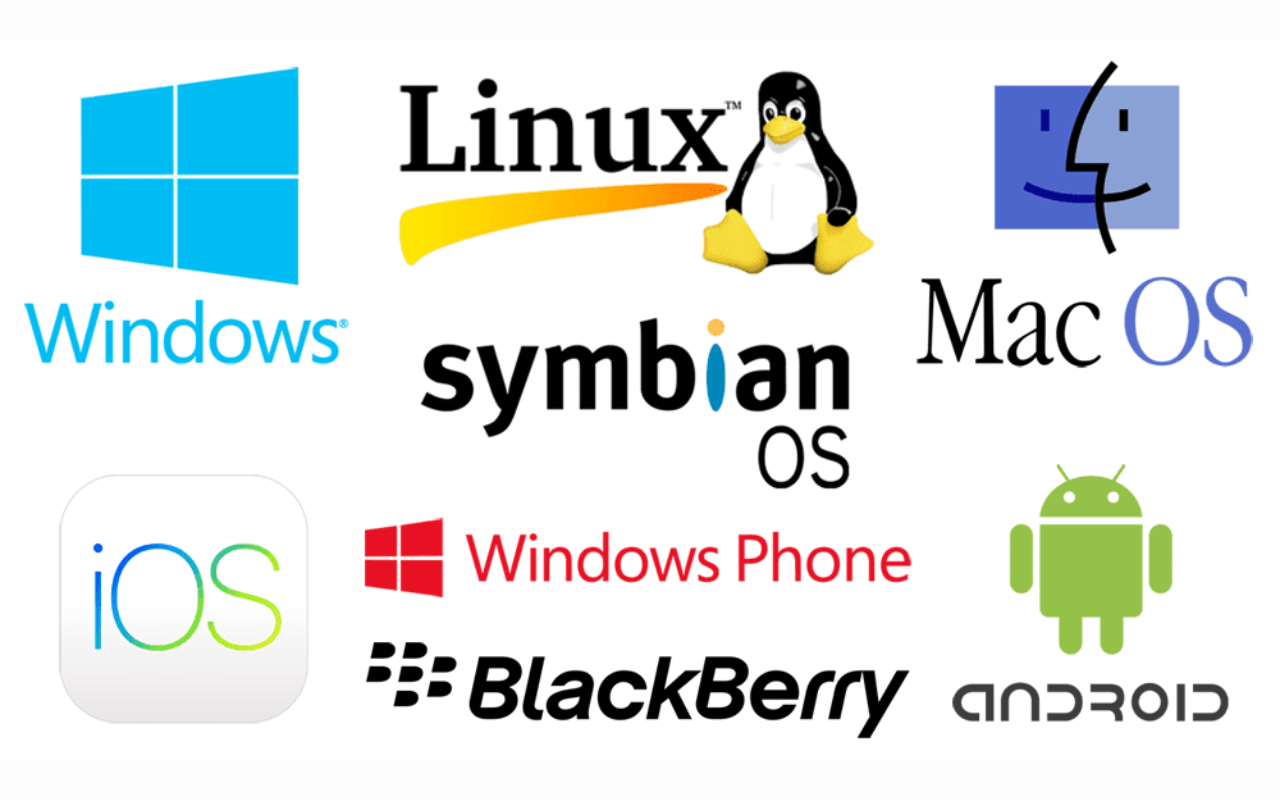 Linux™
Windows®
Mac OS
symbian
OS
iOS
Windows Phone
BlackBerry
ANDROID